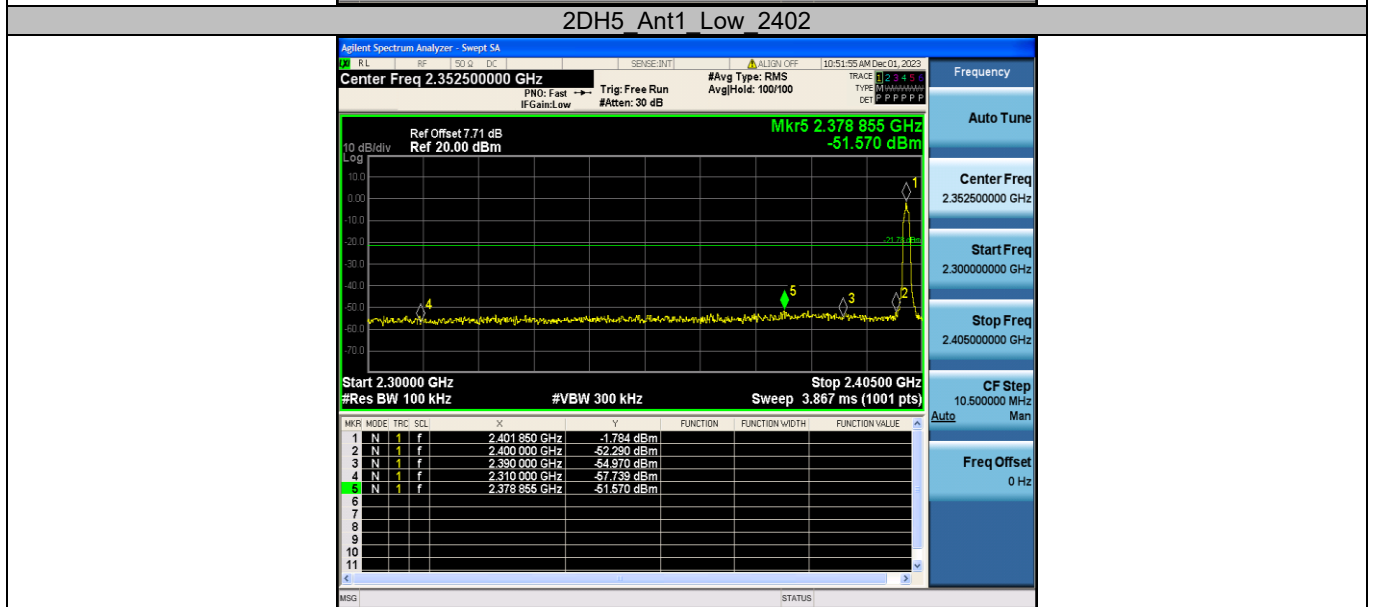 2DH5_Ant1_Low_2402
Agilent Spectrum Analyzer - Swept SA
RL RF 50 Ω DC SENSE:INT ALIGN OFF 10:51:55 AM Dec 01, 2023
Center Freq 2.352500000 GHz
PNO: Fast
IFGain:Low
Trig: Free Run
#Atten: 30 dB
#Avg Type: RMS
Avg|Hold: 100/100
TRACE 1 2 3 4 5 6
TYPE M
DET P P P P P P
Ref Offset 7.71 dB
Ref 20.00 dBm
10 dB/div
Log
Mkr5 2.378 855 GHz
-51.570 dBm
10.0
0.00
-10.0
-20.0
-30.0
-40.0
-50.0
-60.0
-70.0
1
2
3
4
5
Start 2.30000 GHz Stop 2.40500 GHz
#Res BW 100 kHz #VBW 300 kHz Sweep 3.867 ms (1001 pts)
MKR MODE TRC SCL X Y FUNCTION FUNCTION WIDTH FUNCTION VALUE
1 N 1 f 2.401 850 GHz -1.784 dBm
2 N 1 f 2.400 000 GHz -52.290 dBm
3 N 1 f 2.390 000 GHz -54.970 dBm
4 N 1 f 2.310 000 GHz -57.739 dBm
5 N 1 f 2.378 855 GHz -51.570 dBm
6
7
8
9
10
11
MSG STATUS
Frequency
Auto Tune
Center Freq
2.352500000 GHz
Start Freq
2.300000000 GHz
Stop Freq
2.405000000 GHz
CF Step
10.500000 MHz
Auto Man
Freq Offset
0 Hz